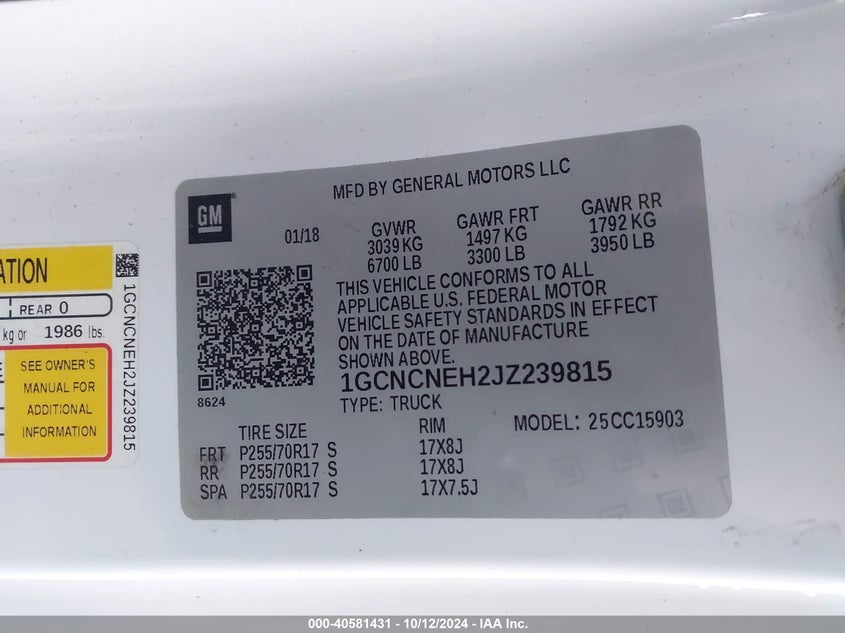 ATION
REAR 0
kg or 1986 lbs.
SEE OWNER'S
MANUAL FOR
ADDITIONAL
INFORMATION
1GCNCNEH2JZ239815
GM
MFD BY GENERAL MOTORS LLC
01/18
GVWR GAWR FRT GAWR RR
3039 KG 1497 KG 1792 KG
6700 LB 3300 LB 3950 LB
THIS VEHICLE CONFORMS TO ALL
APPLICABLE U.S. FEDERAL MOTOR
VEHICLE SAFETY STANDARDS IN EFFECT
ON THE DATE OF MANUFACTURE
SHOWN ABOVE.
1GCNCNEH2JZ239815
8624
TYPE: TRUCK
MODEL: 25CC15903
TIRE SIZE RIM
FRT P255/70R17 S 17X8J
RR P255/70R17 S 17X8J
SPA P255/70R17 S 17X7.5J
000-40581431 - 10/12/2024 - IAA Inc.